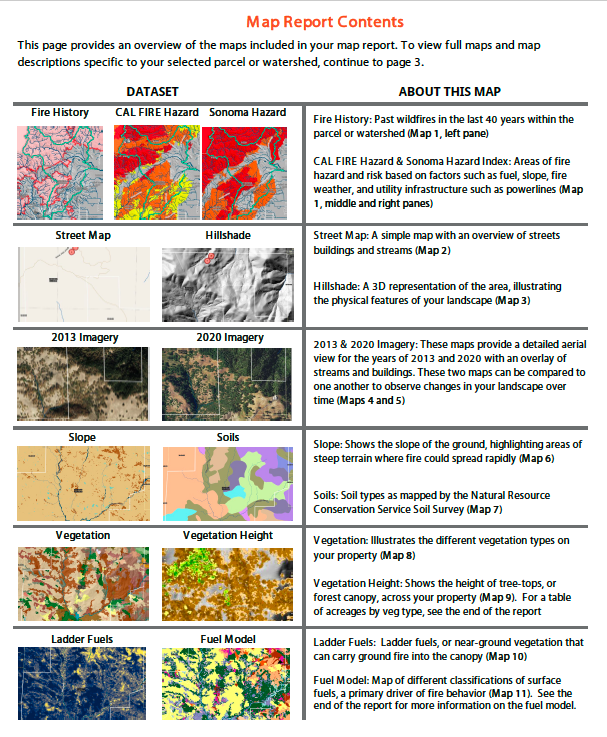 Map Report Contents
This page provides an overview of the maps included in your map report. To view full maps and map
descriptions specific to your selected parcel or watershed, continue to page 3.
DATASET
ABOUT THIS MAP
Fire History
CAL FIRE Hazard
Sonoma Hazard
Fire History: Past wildfires in the last 40 years within the
parcel or watershed (Map 1, left pane)
CAL FIRE Hazard & Sonoma Hazard Index: Areas of fire
hazard and risk based on factors such as fuel, slope, fire
weather, and utility infrastructure such as powerlines (Map
1, middle and right panes)
Street Map
Hillshade
Street Map: A simple map with an overview of streets
buildings and streams (Map 2)
Hillshade: A 3D representation of the area, illustrating
the physical features of your landscape (Map 3)
2013 Imagery
2020 Imagery
2013 & 2020 Imagery: These maps provide a detailed aerial
view for the years of 2013 and 2020 with an overlay of
streams and buildings. These two maps can be compared to
one another to observe changes in your landscape over
time (Maps 4 and 5)
Slope
Soils
Slope: Shows the slope of the ground, highlighting areas of
steep terrain where fire could spread rapidly (Map 6)
Soils: Soil types as mapped by the Natural Resource
Conservation Service Soil Survey (Map 7)
Vegetation
Vegetation Height
Vegetation: Illustrates the different vegetation types on
your property (Map 8)
Vegetation Height: Shows the height of tree-tops, or
forest canopy, across your property (Map 9). For a table
of acreages by veg type, see the end of the report
Ladder Fuels
Fuel Model
Ladder Fuels: Ladder fuels, or near-ground vegetation that
can carry ground fire into the canopy (Map 10)
Fuel Model: Map of different classifications of surface
fuels, a primary driver of fire behavior (Map 11). See the
end of the report for more information on the fuel model.